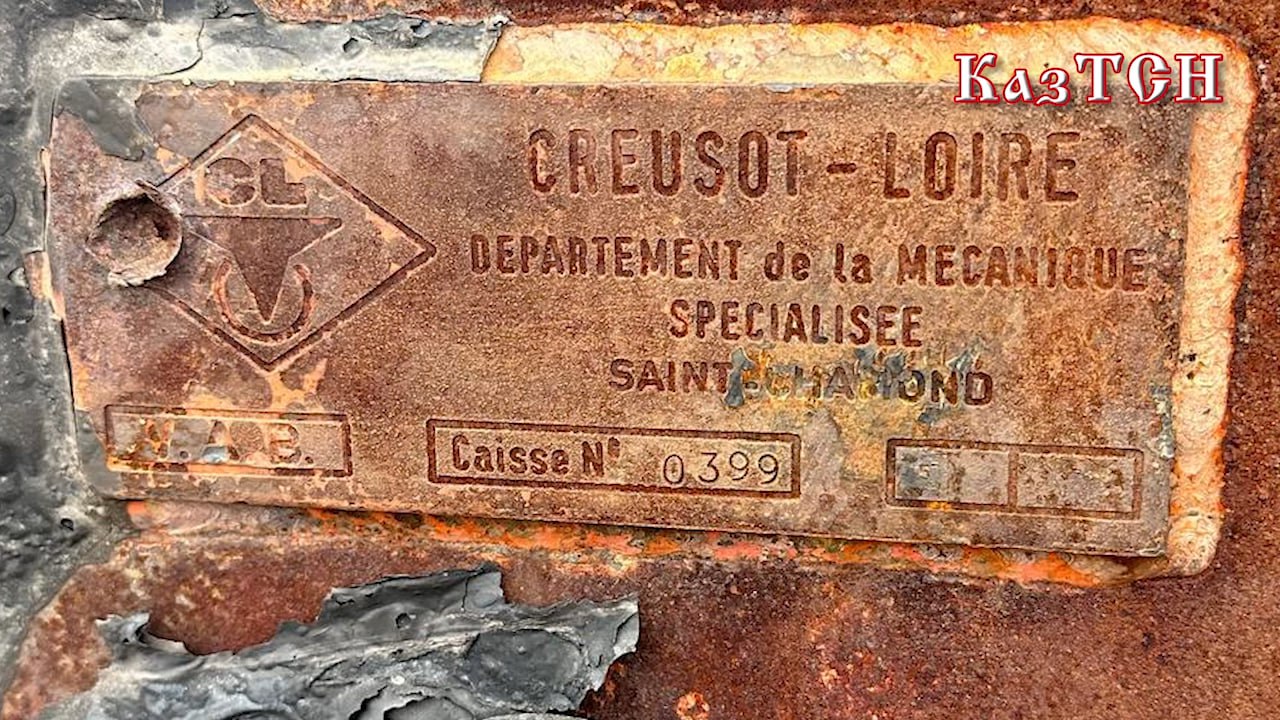 КазТСН
CL
CREUSOT - LOIRE
DEPARTEMENT de la MECANIQUE
SPECIALISEE
SAINT-CHAMOND
V.A.B.
Caisse N° 0399